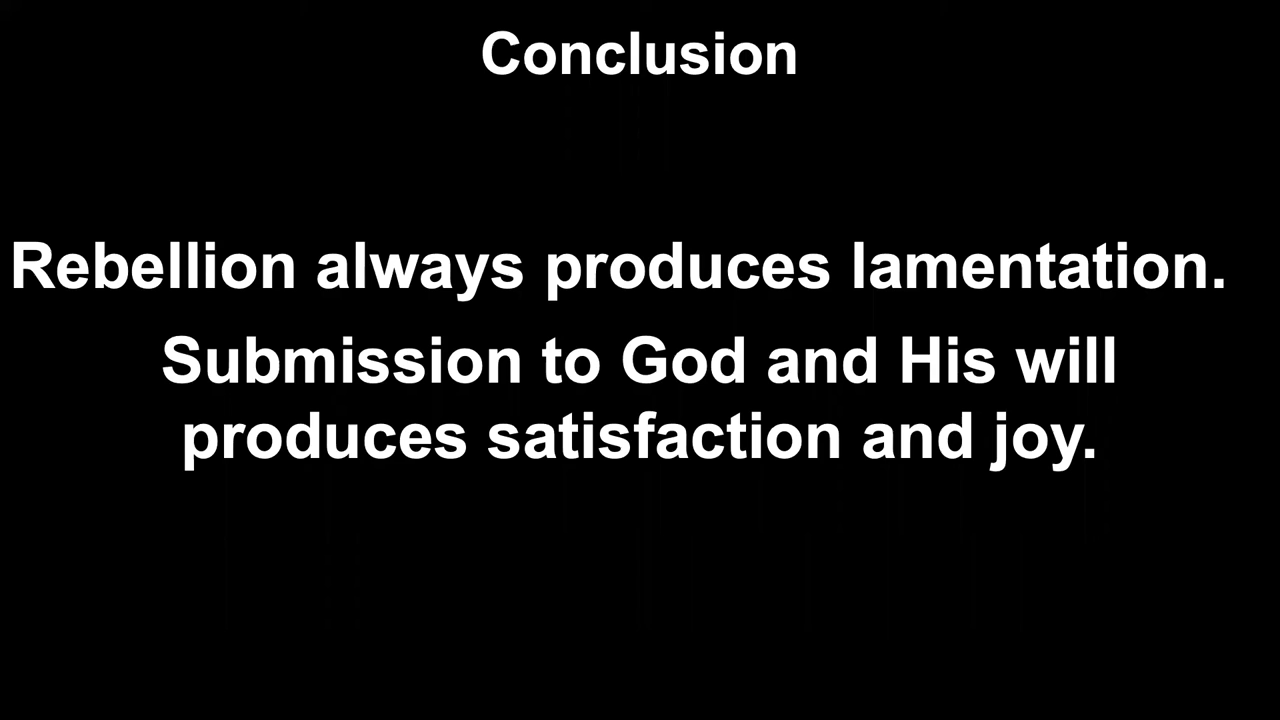 Conclusion
Rebellion always produces lamentation.
Submission to God and His will
produces satisfaction and joy.